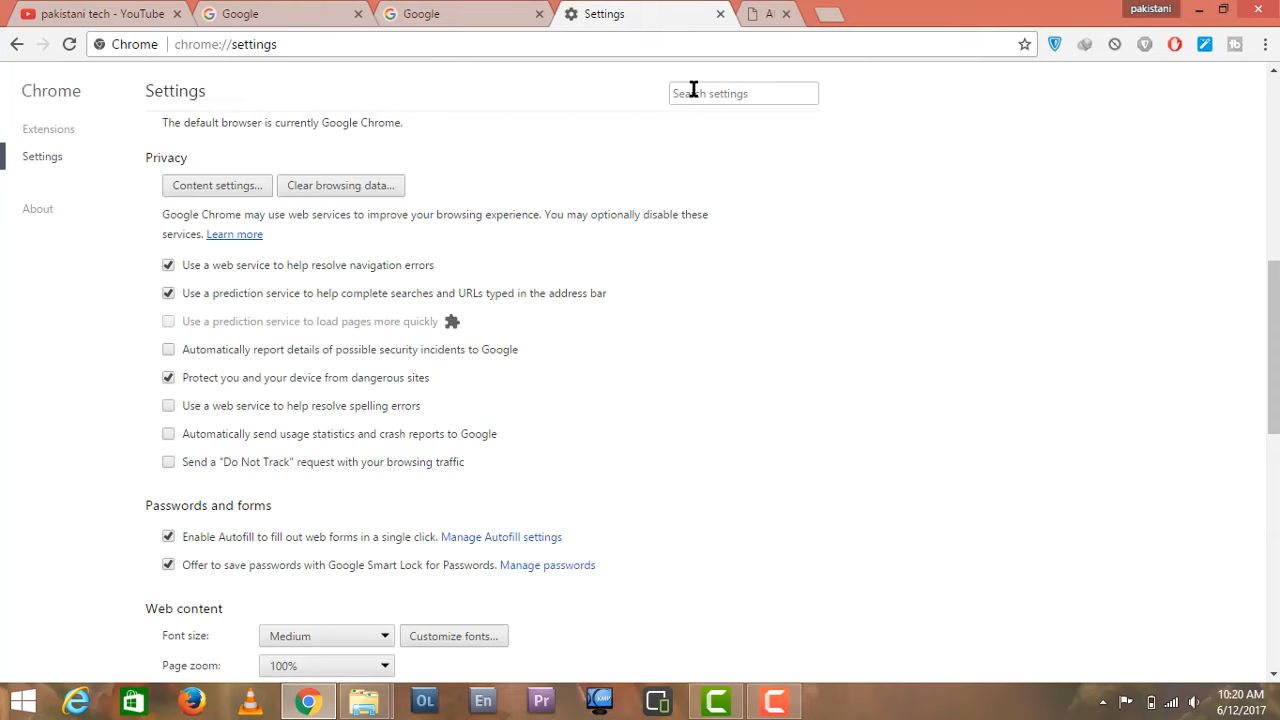 pakistani tech - YouTube
Google
Google
Settings
pakistani
Chrome
chrome://settings
Chrome
Settings
Search settings
Extensions
Settings
About
The default browser is currently Google Chrome.
Privacy
Content settings...
Clear browsing data...
Google Chrome may use web services to improve your browsing experience. You may optionally disable these
services. Learn more
Use a web service to help resolve navigation errors
Use a prediction service to help complete searches and URLs typed in the address bar
Use a prediction service to load pages more quickly
Automatically report details of possible security incidents to Google
Protect you and your device from dangerous sites
Use a web service to help resolve spelling errors
Automatically send usage statistics and crash reports to Google
Send a "Do Not Track" request with your browsing traffic
Passwords and forms
Enable Autofill to fill out web forms in a single click. Manage Autofill settings
Offer to save passwords with Google Smart Lock for Passwords. Manage passwords
Web content
Font size:
Medium
Customize fonts...
Page zoom:
100%
OL
En
Pr
KMP
10:20 AM
6/12/2017